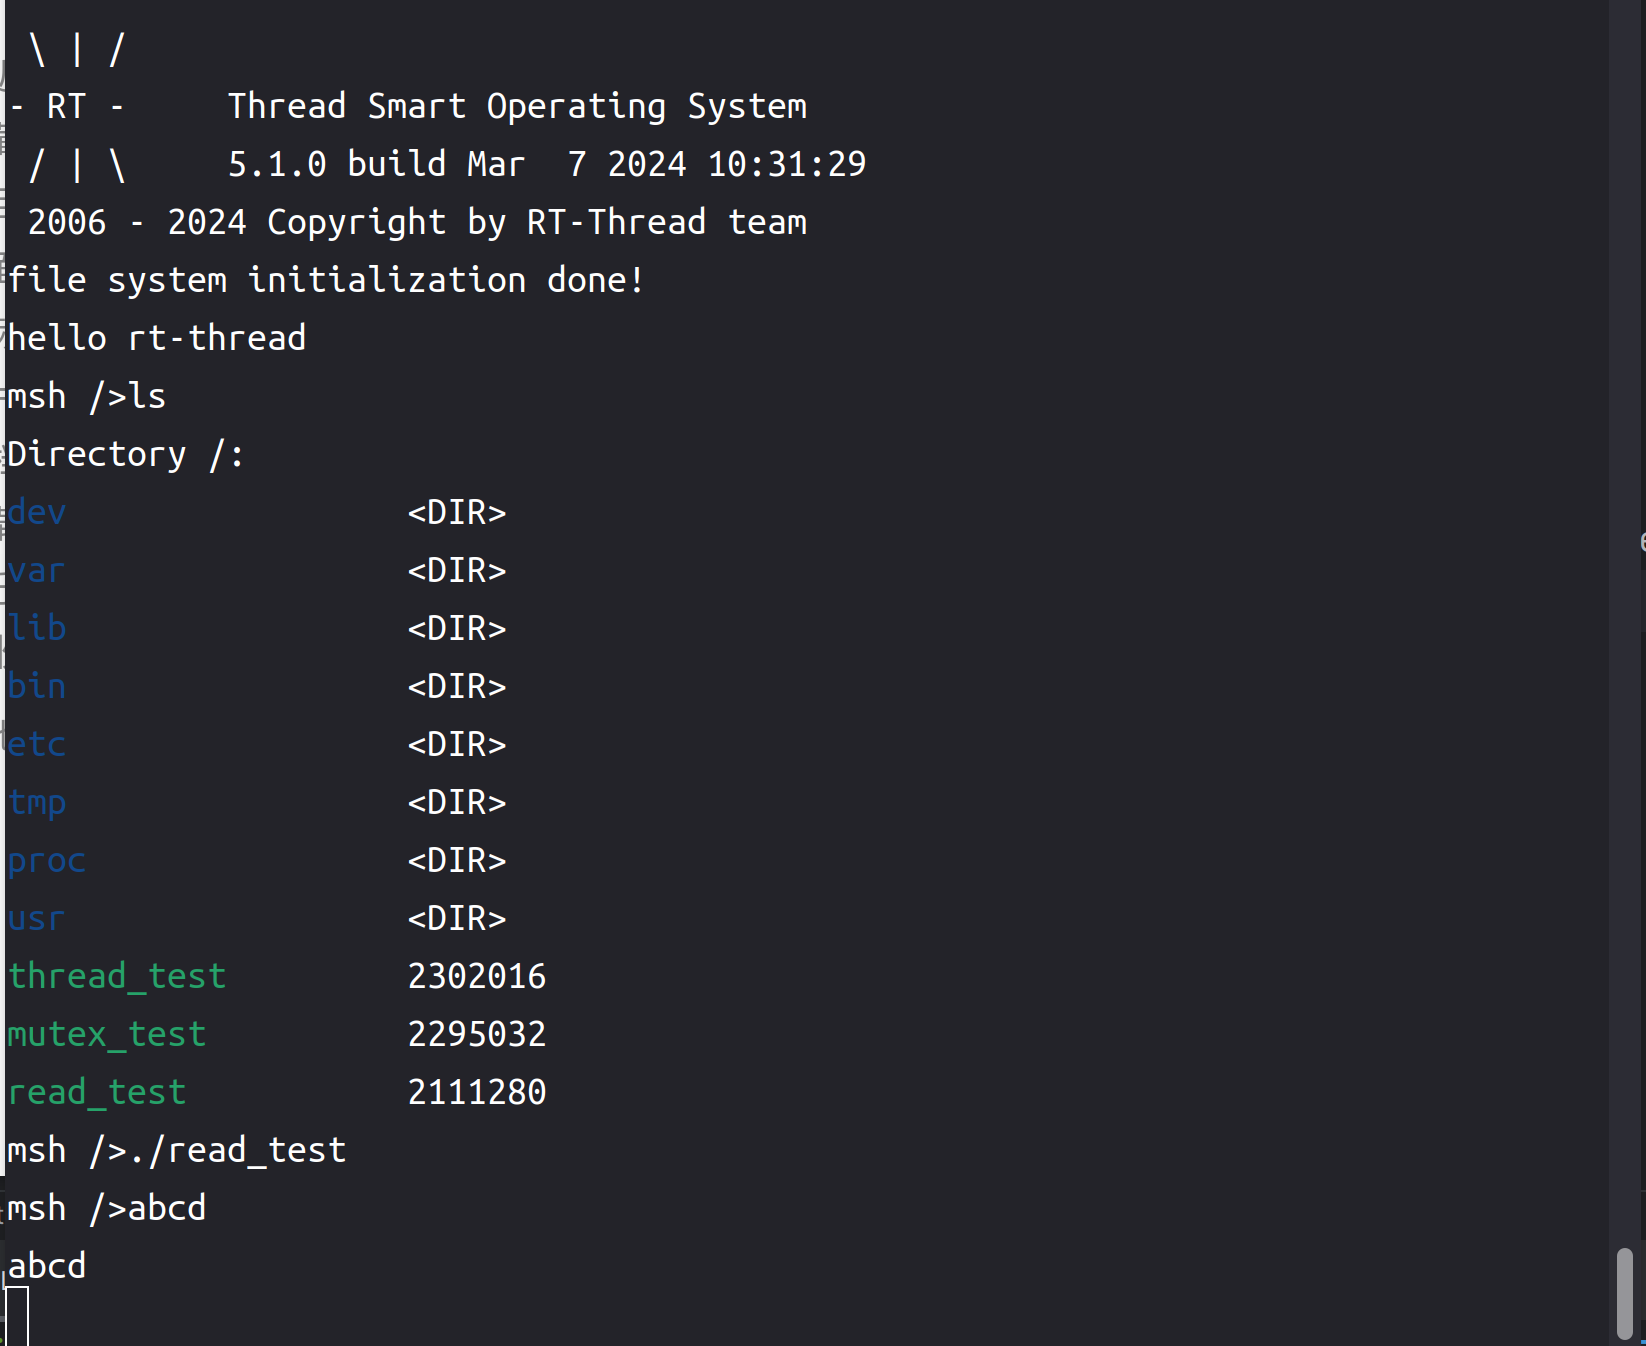 \ | /
- RT -     Thread Smart Operating System
/ | \     5.1.0 build Mar  7 2024 10:31:29
2006 - 2024 Copyright by RT-Thread team
file system initialization done!
hello rt-thread
msh />ls
Directory /:
dev                 <DIR>
var                 <DIR>
lib                 <DIR>
bin                 <DIR>
etc                 <DIR>
tmp                 <DIR>
proc                <DIR>
usr                 <DIR>
thread_test         2302016
mutex_test          2295032
read_test           2111280
msh />./read_test
msh />abcd
abcd